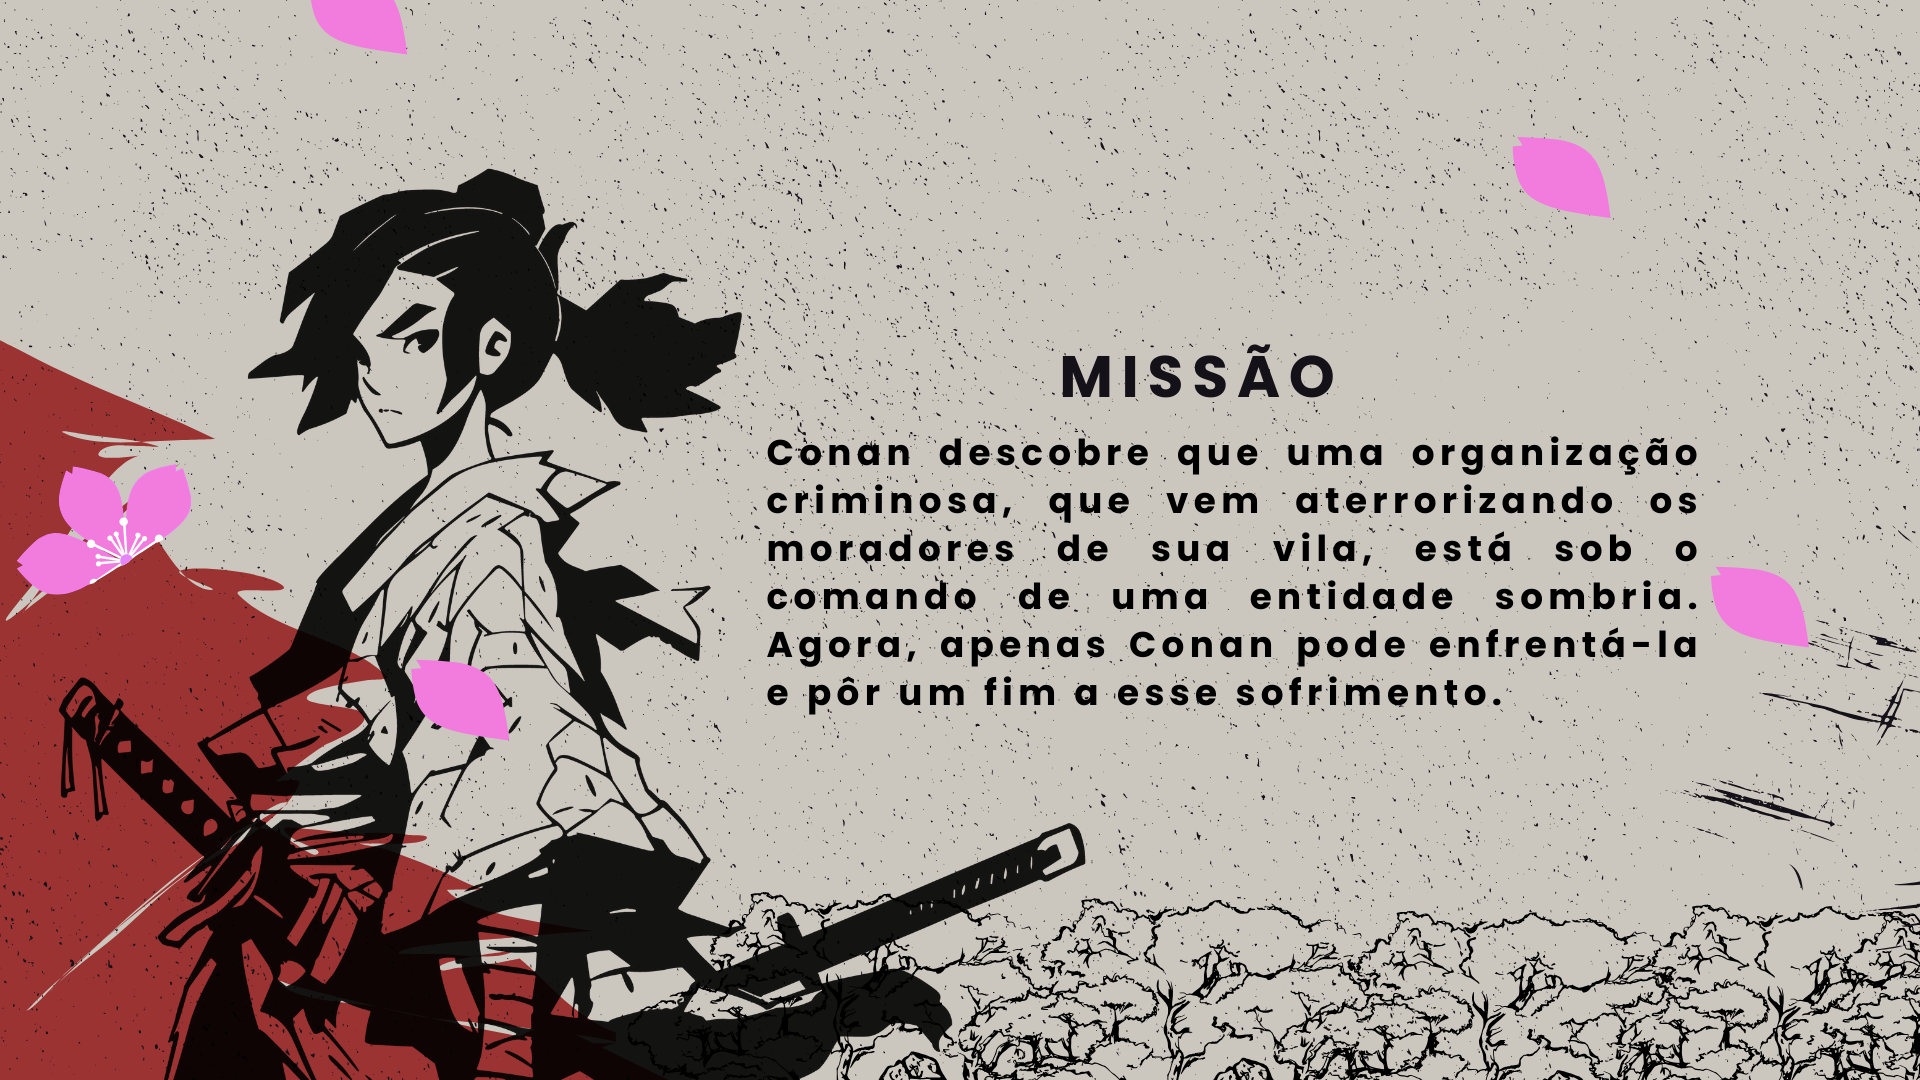 MISSÃO
Conan descobre que uma organização
criminosa, que vem aterrorizando os
moradores de sua vila, está sob o
comando de uma entidade sombria.
Agora, apenas Conan pode enfrentá-la
e pôr um fim a esse sofrimento.